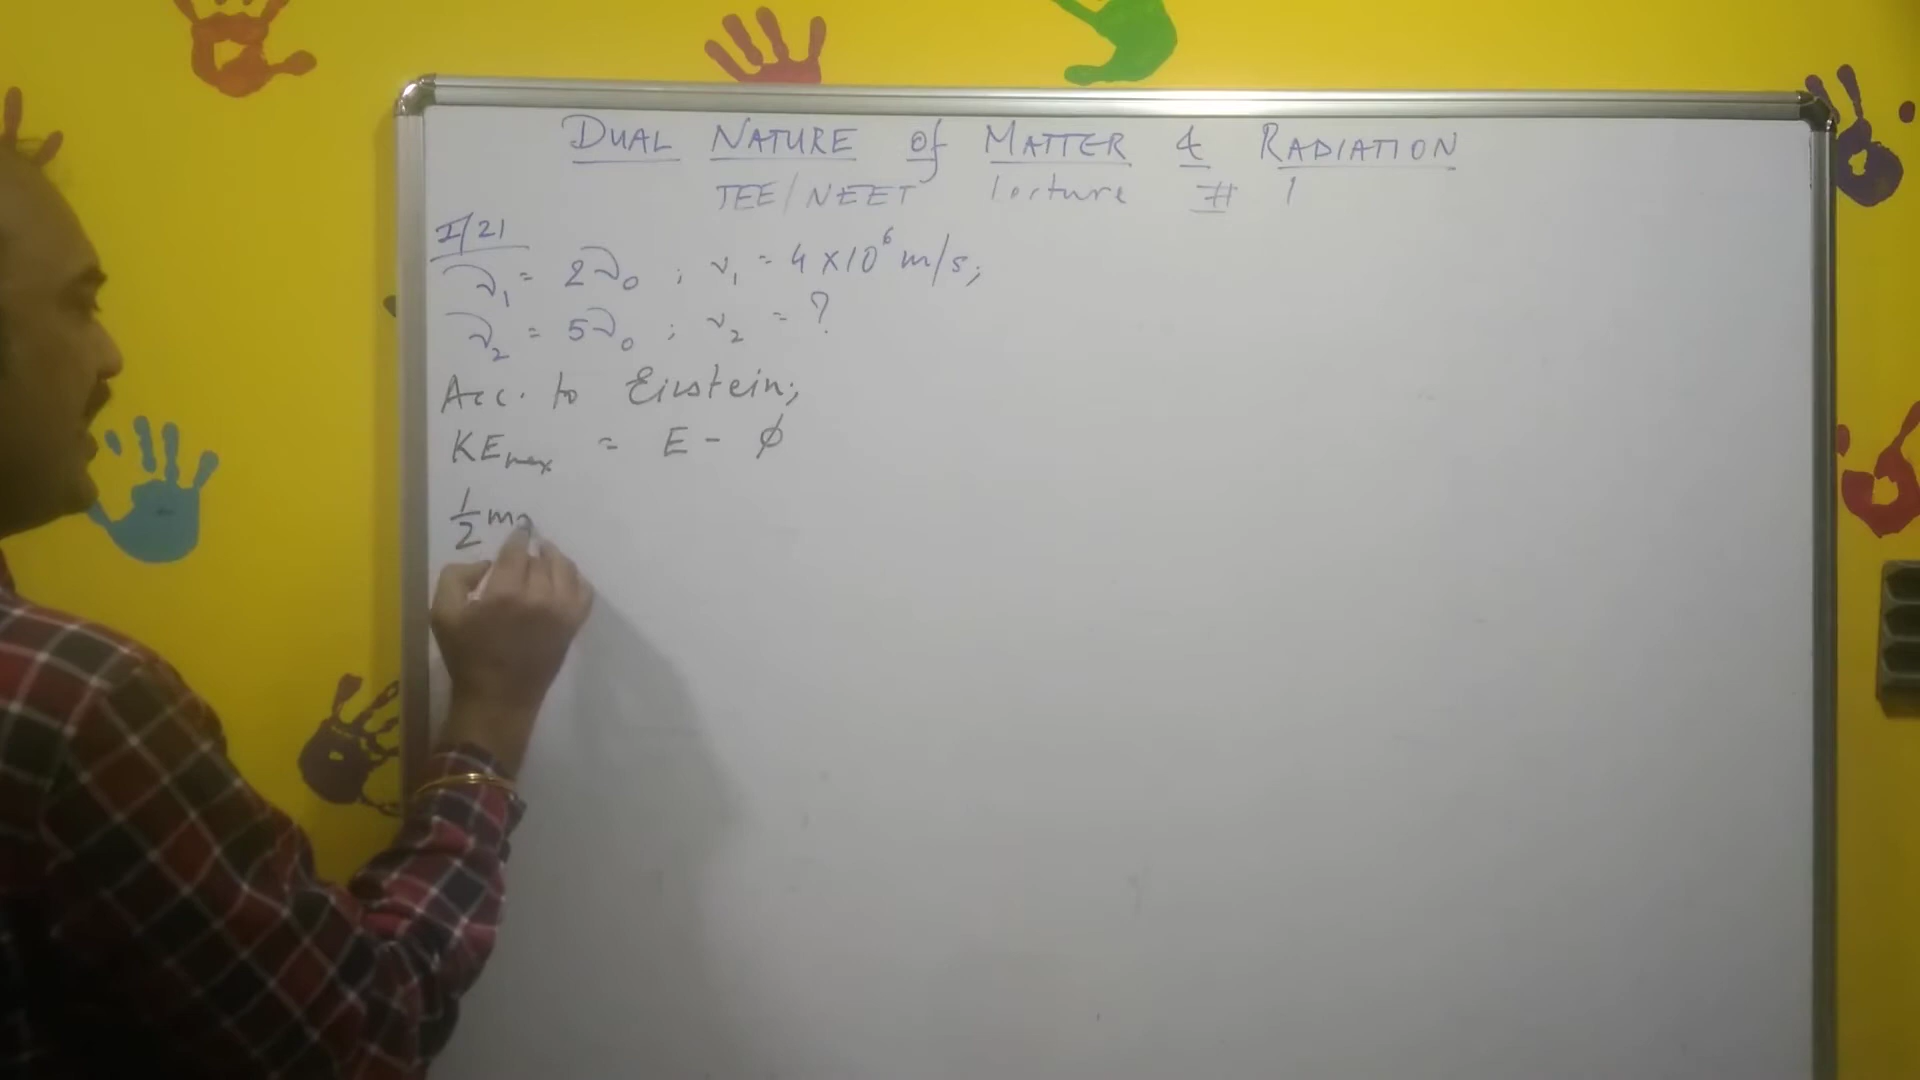 DUAL NATURE of MATTER & RADIATION
JEE/NEET Lecture # 1
I/21
ν₁ = 2ν₀ ; v₁ = 4×10⁶ m/s;
ν₂ = 5ν₀ ; v₂ = ?
Acc. to Einstein;
KEmax = E - ϕ
1/2 m